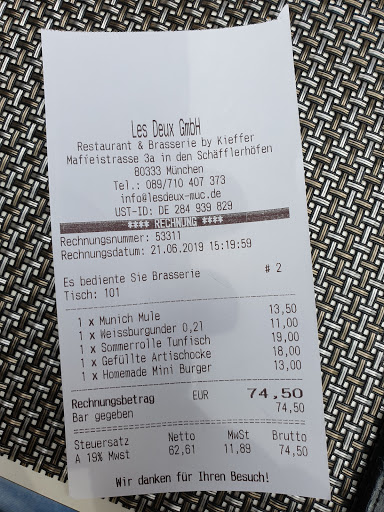 Les Deux GmbH
Restaurant & Brasserie by Kieffer
Maffeistrasse 3a in den Schäfflerhöfen
80333 München
Tel.: 089/710 407 373
info@lesdeux-muc.de
UST-ID: DE 284 939 829
**** RECHNUNG ****
Rechnungsnummer: 53311
Rechnungsdatum: 21.06.2019 15:19:59
Es bediente Sie Brasserie # 2
Tisch: 101
1 x Munich Mule 13,50
1 x Weissburgunder 0,2l 11,00
1 x Sommerrolle Tunfisch 19,00
1 x Gefüllte Artischocke 18,00
1 x Homemade Mini Burger 13,00
Rechnungsbetrag EUR 74,50
Bar gegeben 74,50
Steuersatz Netto MwSt Brutto
A 19% Mwst 62,61 11,89 74,50
Wir danken für Ihren Besuch!